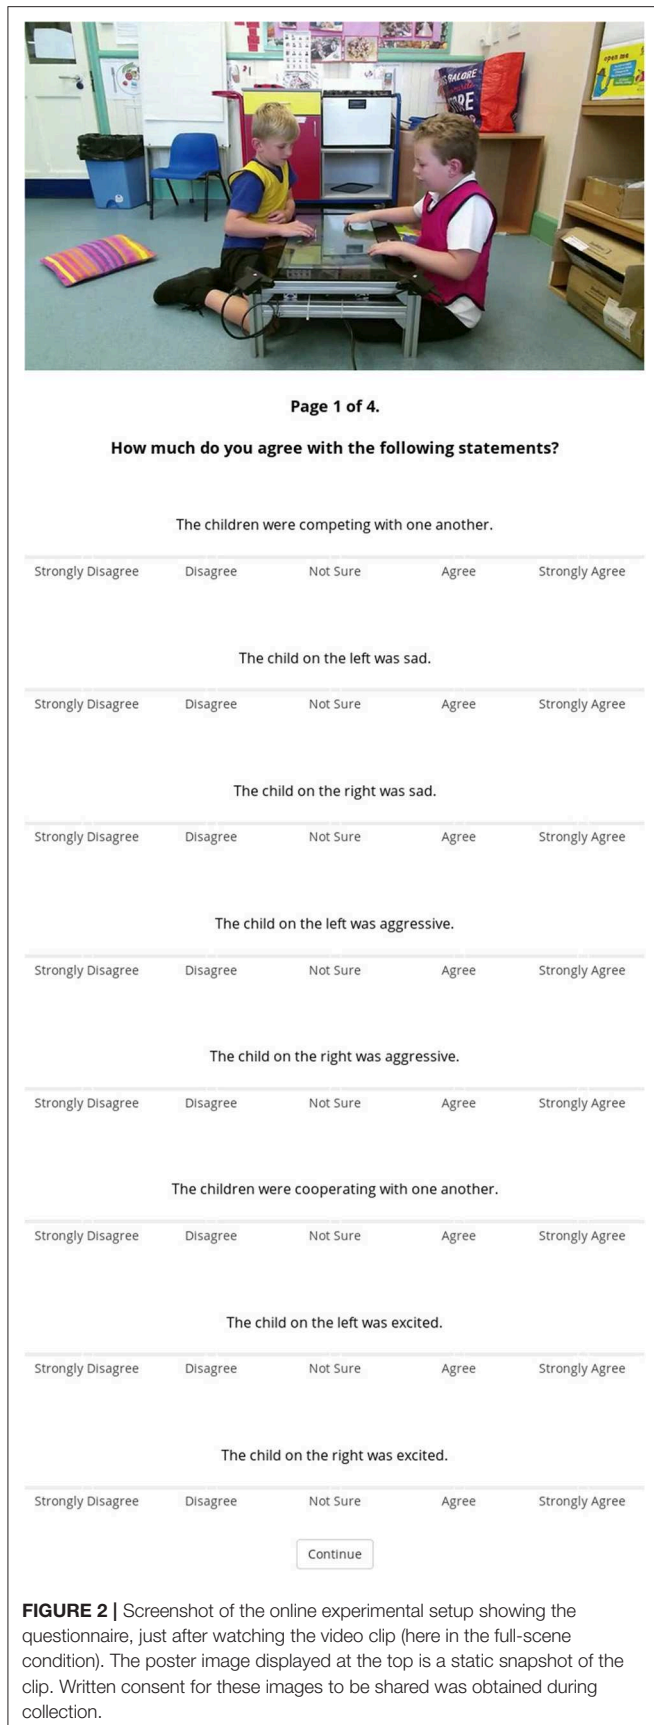 GALORE
open me
Page 1 of 4.
How much do you agree with the following statements?
The children were competing with one another.
Strongly Disagree Disagree Not Sure Agree Strongly Agree
The child on the left was sad.
Strongly Disagree Disagree Not Sure Agree Strongly Agree
The child on the right was sad.
Strongly Disagree Disagree Not Sure Agree Strongly Agree
The child on the left was aggressive.
Strongly Disagree Disagree Not Sure Agree Strongly Agree
The child on the right was aggressive.
Strongly Disagree Disagree Not Sure Agree Strongly Agree
The children were cooperating with one another.
Strongly Disagree Disagree Not Sure Agree Strongly Agree
The child on the left was excited.
Strongly Disagree Disagree Not Sure Agree Strongly Agree
The child on the right was excited.
Strongly Disagree Disagree Not Sure Agree Strongly Agree
Continue
FIGURE 2 | Screenshot of the online experimental setup showing the
questionnaire, just after watching the video clip (here in the full-scene
condition). The poster image displayed at the top is a static snapshot of the
clip. Written consent for these images to be shared was obtained during
collection.